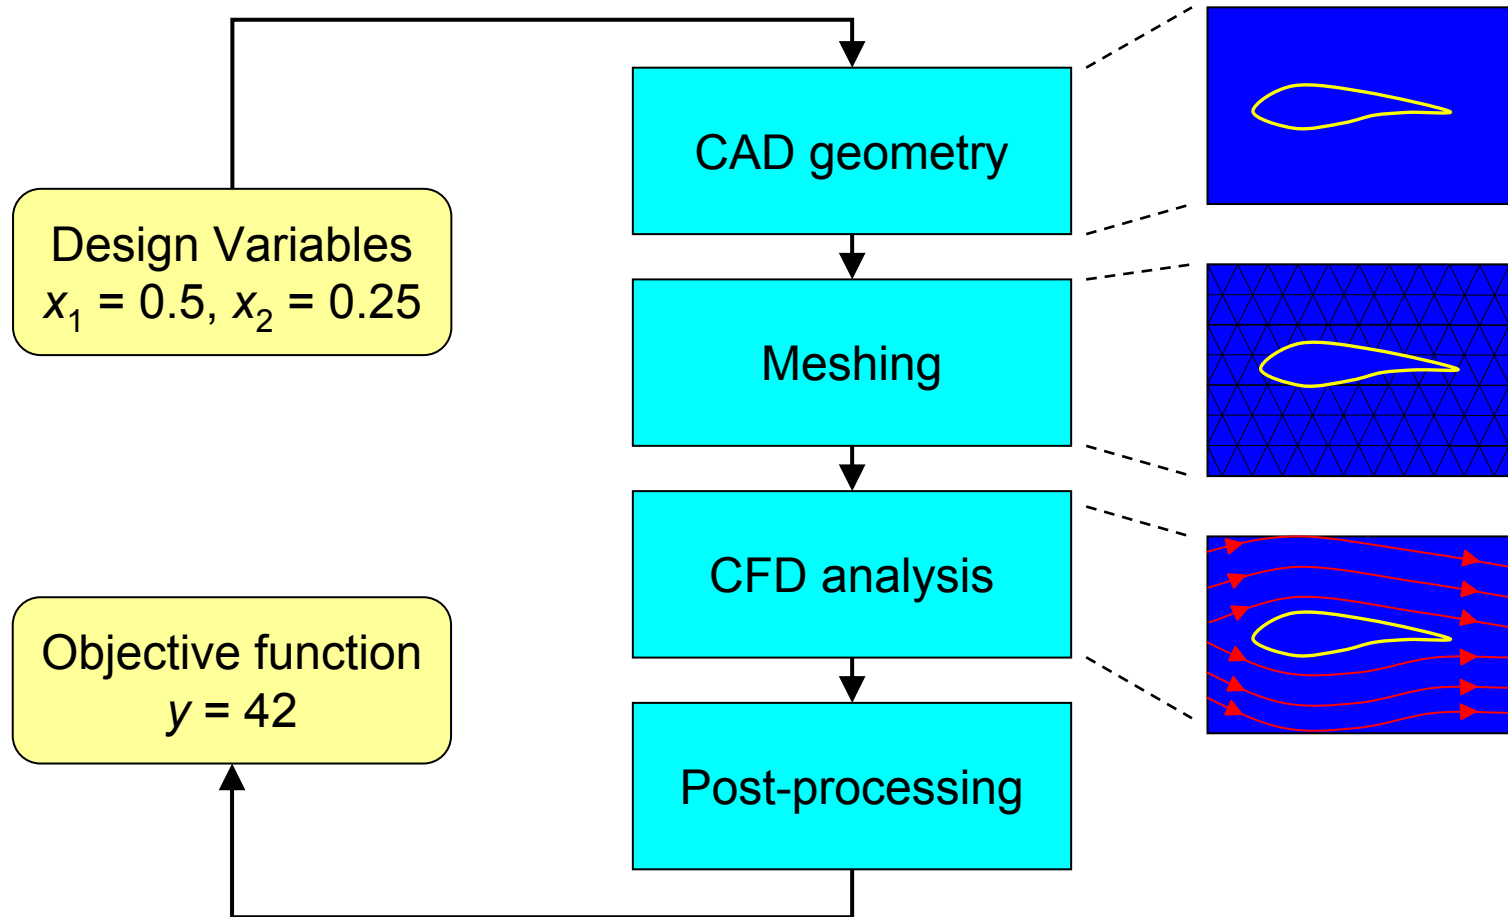 CAD geometry
Design Variables
x₁ = 0.5, x₂ = 0.25
Meshing
CFD analysis
Objective function
y = 42
Post-processing